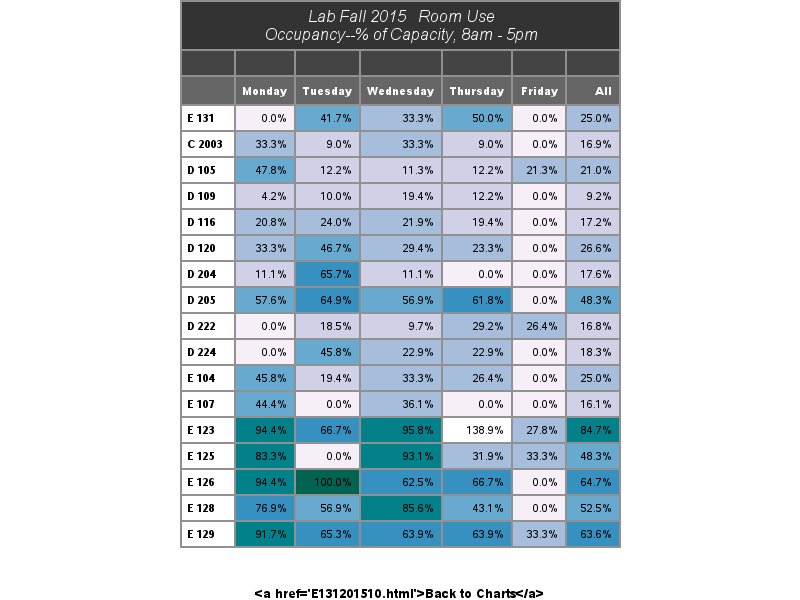 Lab Fall 2015   Room Use
Occupancy--% of Capacity, 8am - 5pm
Monday Tuesday Wednesday Thursday Friday All
E 131 0.0% 41.7% 33.3% 50.0% 0.0% 25.0%
C 2003 33.3% 9.0% 33.3% 9.0% 0.0% 16.9%
D 105 47.8% 12.2% 11.3% 12.2% 21.3% 21.0%
D 109 4.2% 10.0% 19.4% 12.2% 0.0% 9.2%
D 116 20.8% 24.0% 21.9% 19.4% 0.0% 17.2%
D 120 33.3% 46.7% 29.4% 23.3% 0.0% 26.6%
D 204 11.1% 65.7% 11.1% 0.0% 0.0% 17.6%
D 205 57.6% 64.9% 56.9% 61.8% 0.0% 48.3%
D 222 0.0% 18.5% 9.7% 29.2% 26.4% 16.8%
D 224 0.0% 45.8% 22.9% 22.9% 0.0% 18.3%
E 104 45.8% 19.4% 33.3% 26.4% 0.0% 25.0%
E 107 44.4% 0.0% 36.1% 0.0% 0.0% 16.1%
E 123 94.4% 66.7% 95.8% 138.9% 27.8% 84.7%
E 125 83.3% 0.0% 93.1% 31.9% 33.3% 48.3%
E 126 94.4% 100.0% 62.5% 66.7% 0.0% 64.7%
E 128 76.9% 56.9% 85.6% 43.1% 0.0% 52.5%
E 129 91.7% 65.3% 63.9% 63.9% 33.3% 63.6%
<a href='E131201510.html'>Back to Charts</a>